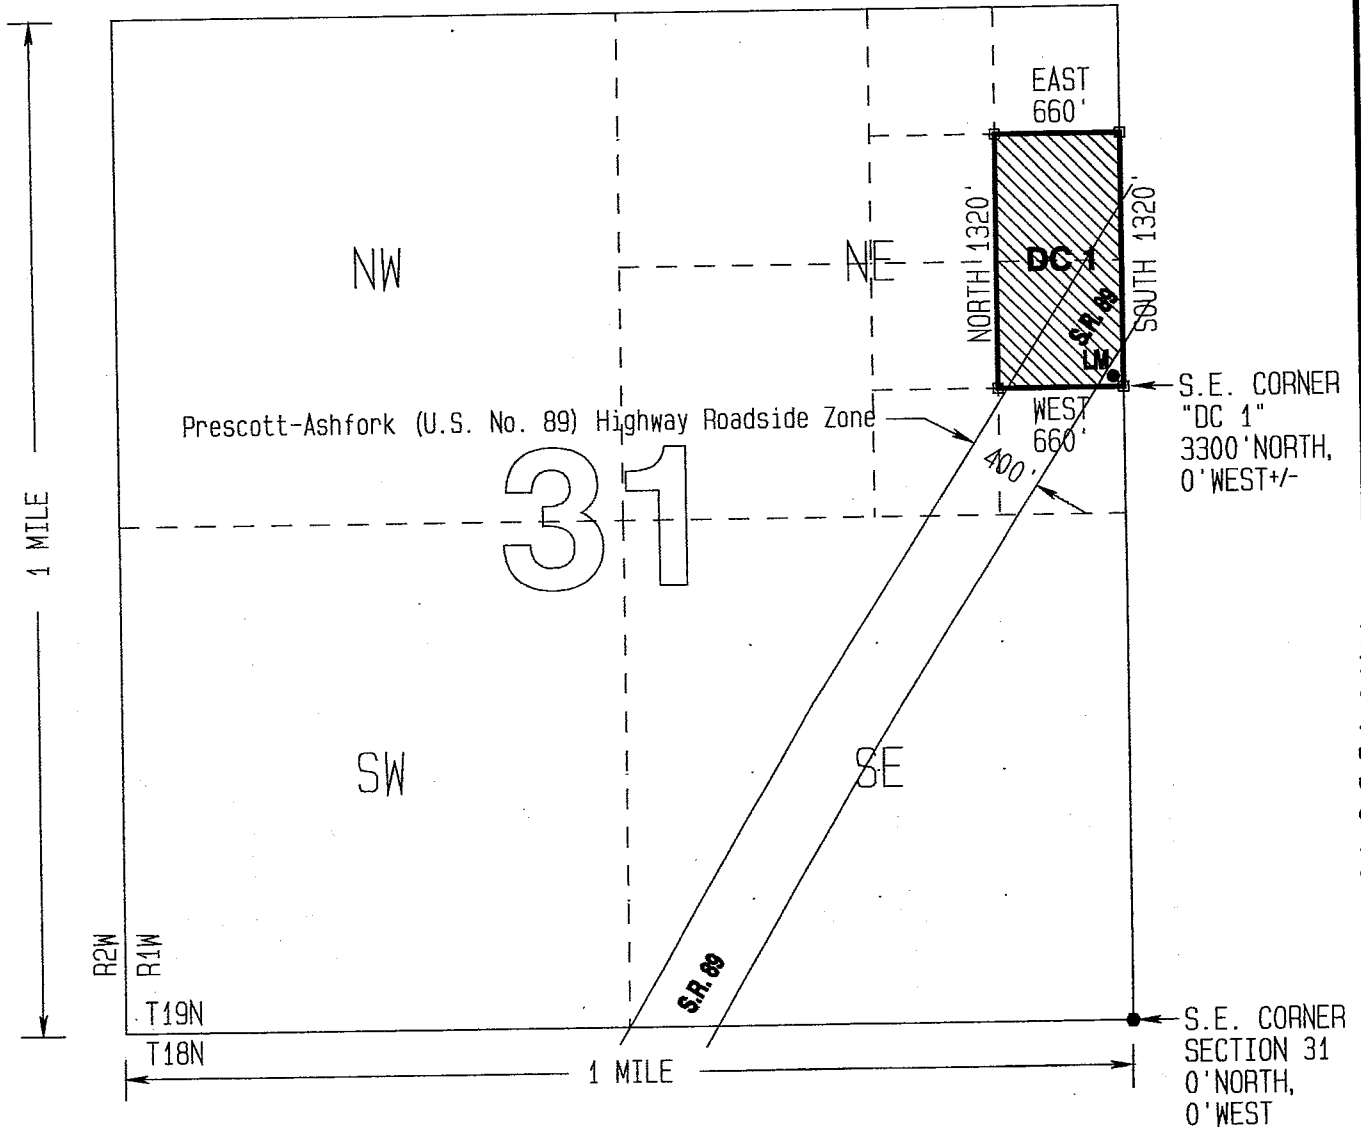 EAST
660'
NW
NE
NORTH 1320'
DC 1
SOUTH 1320'
S.R. 89
LM
S.E. CORNER
"DC 1"
3300'NORTH,
0'WEST+/-
WEST
660'
Prescott-Ashfork (U.S. No. 89) Highway Roadside Zone
400'
31
1 MILE
SW
SE
R2W
R1W
S.R. 89
T19N
T18N
1 MILE
S.E. CORNER
SECTION 31
0'NORTH,
0'WEST